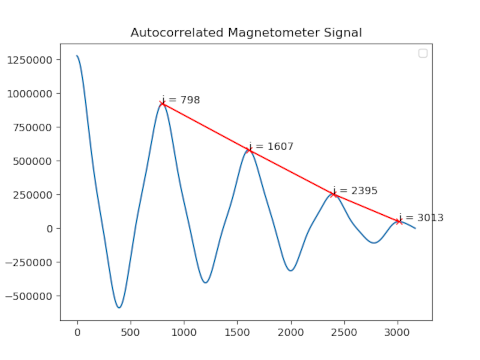 Autocorrelated Magnetometer Signal
1250000
1000000
750000
500000
250000
0
−250000
−500000
i = 798
i = 1607
i = 2395
i = 3013
0 500 1000 1500 2000 2500 3000